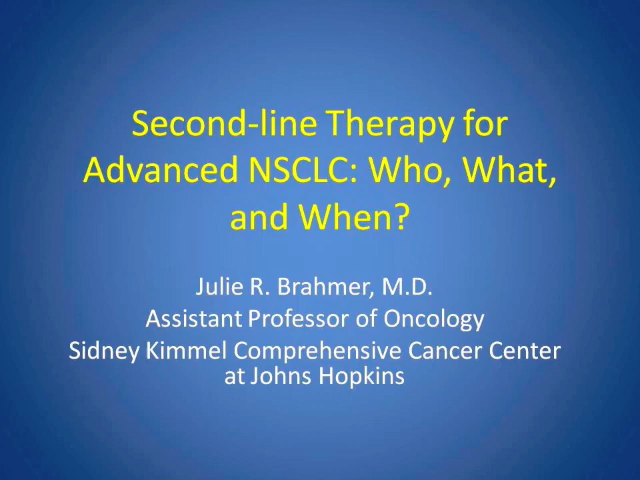 Second-line Therapy for
Advanced NSCLC: Who, What,
and When?
Julie R. Brahmer, M.D.
Assistant Professor of Oncology
Sidney Kimmel Comprehensive Cancer Center
at Johns Hopkins